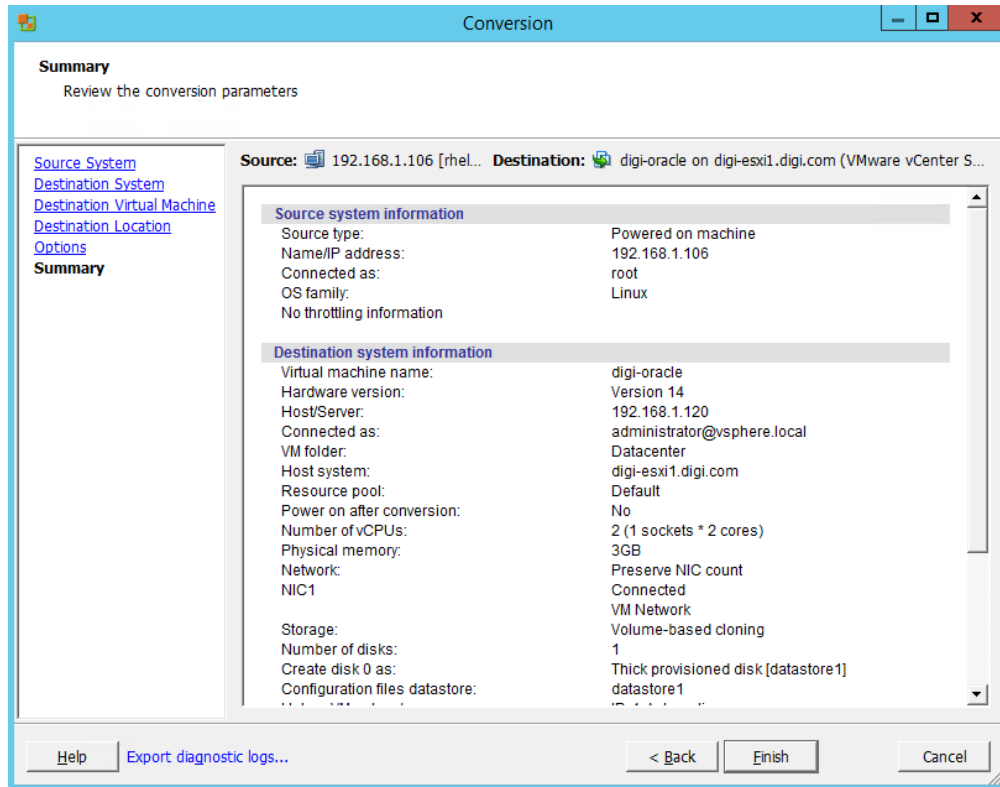 Conversion
Summary
Review the conversion parameters
Source System
Destination System
Destination Virtual Machine
Destination Location
Options
Summary
Source: 192.168.1.106 [rhel... Destination: digi-oracle on digi-esxi1.digi.com (VMware vCenter S...
Source system information
Source type: Powered on machine
Name/IP address: 192.168.1.106
Connected as: root
OS family: Linux
No throttling information
Destination system information
Virtual machine name: digi-oracle
Hardware version: Version 14
Host/Server: 192.168.1.120
Connected as: administrator@vsphere.local
VM folder: Datacenter
Host system: digi-esxi1.digi.com
Resource pool: Default
Power on after conversion: No
Number of vCPUs: 2 (1 sockets * 2 cores)
Physical memory: 3GB
Network: Preserve NIC count
NIC1 Connected
VM Network
Storage: Volume-based cloning
Number of disks: 1
Create disk 0 as: Thick provisioned disk [datastore1]
Configuration files datastore: datastore1
Help Export diagnostic logs... < Back Finish Cancel